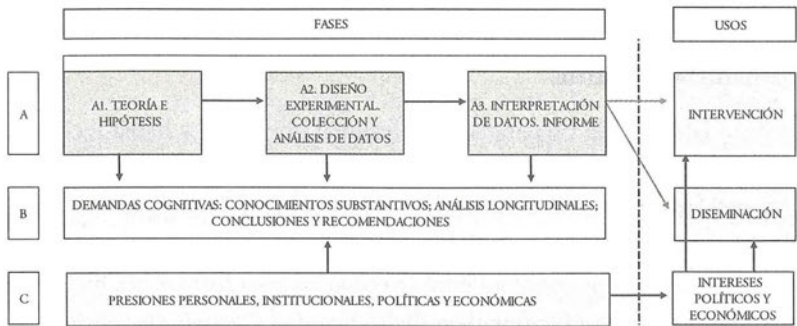 FASES
USOS
A
A1. TEORÍA E
HIPÓTESIS
A2. DISEÑO
EXPERIMENTAL.
COLECCIÓN Y
ANÁLISIS DE DATOS
A3. INTERPRETACIÓN
DE DATOS. INFORME
INTERVENCIÓN
B
DEMANDAS COGNITIVAS: CONOCIMIENTOS SUBSTANTIVOS; ANÁLISIS LONGITUDINALES;
CONCLUSIONES Y RECOMENDACIONES
DISEMINACIÓN
C
PRESIONES PERSONALES, INSTITUCIONALES, POLÍTICAS Y ECONÓMICAS
INTERESES
POLÍTICOS Y
ECONÓMICOS